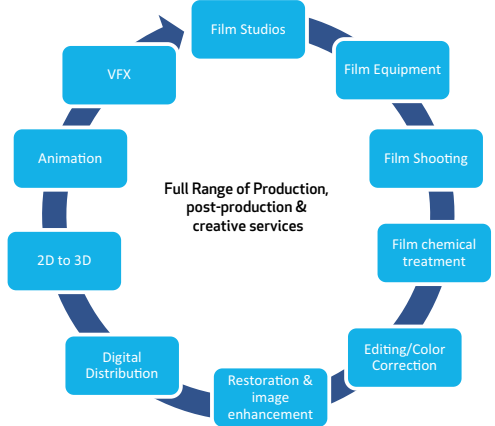 Film Studios
Film Equipment
Film Shooting
Film chemical
treatment
Editing/Color
Correction
Restoration &
image
enhancement
Digital
Distribution
2D to 3D
Animation
VFX
Full Range of Production,
post-production &
creative services